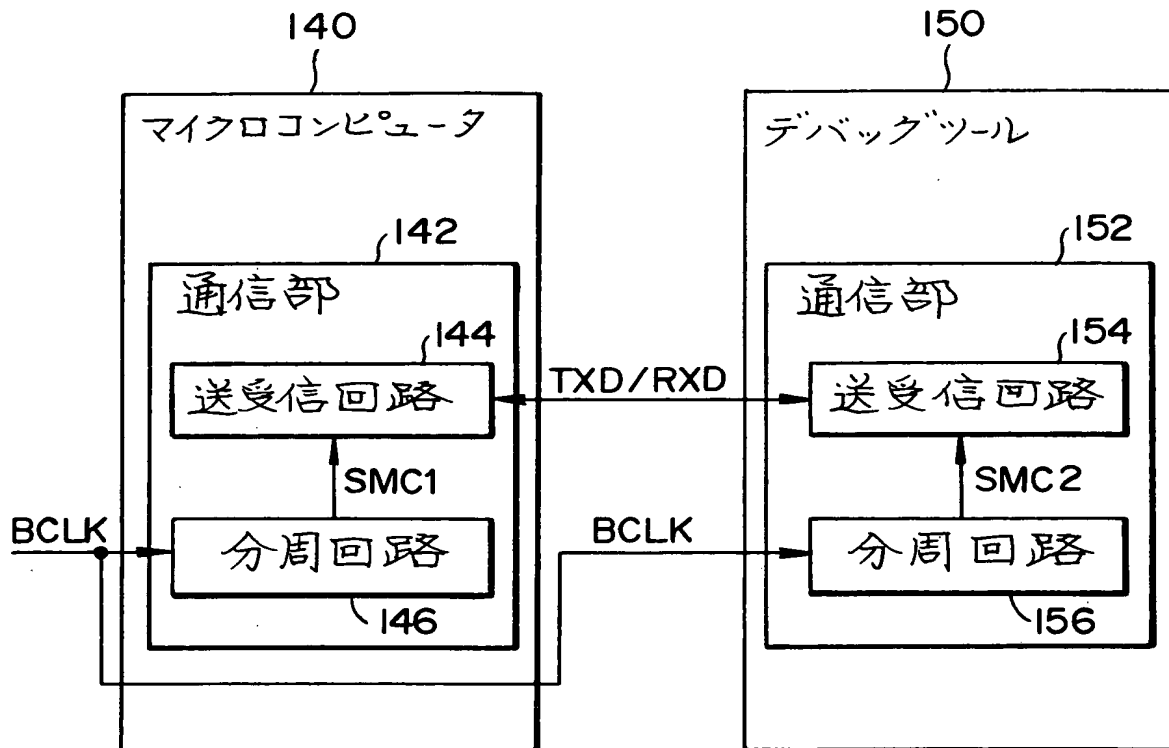 140
150
マイクロコンピュータ
デバッグツール
142
152
通信部
通信部
144
154
送受信回路
TXD/RXD
送受信回路
SMC1
SMC2
BCLK
分周回路
BCLK
分周回路
146
156